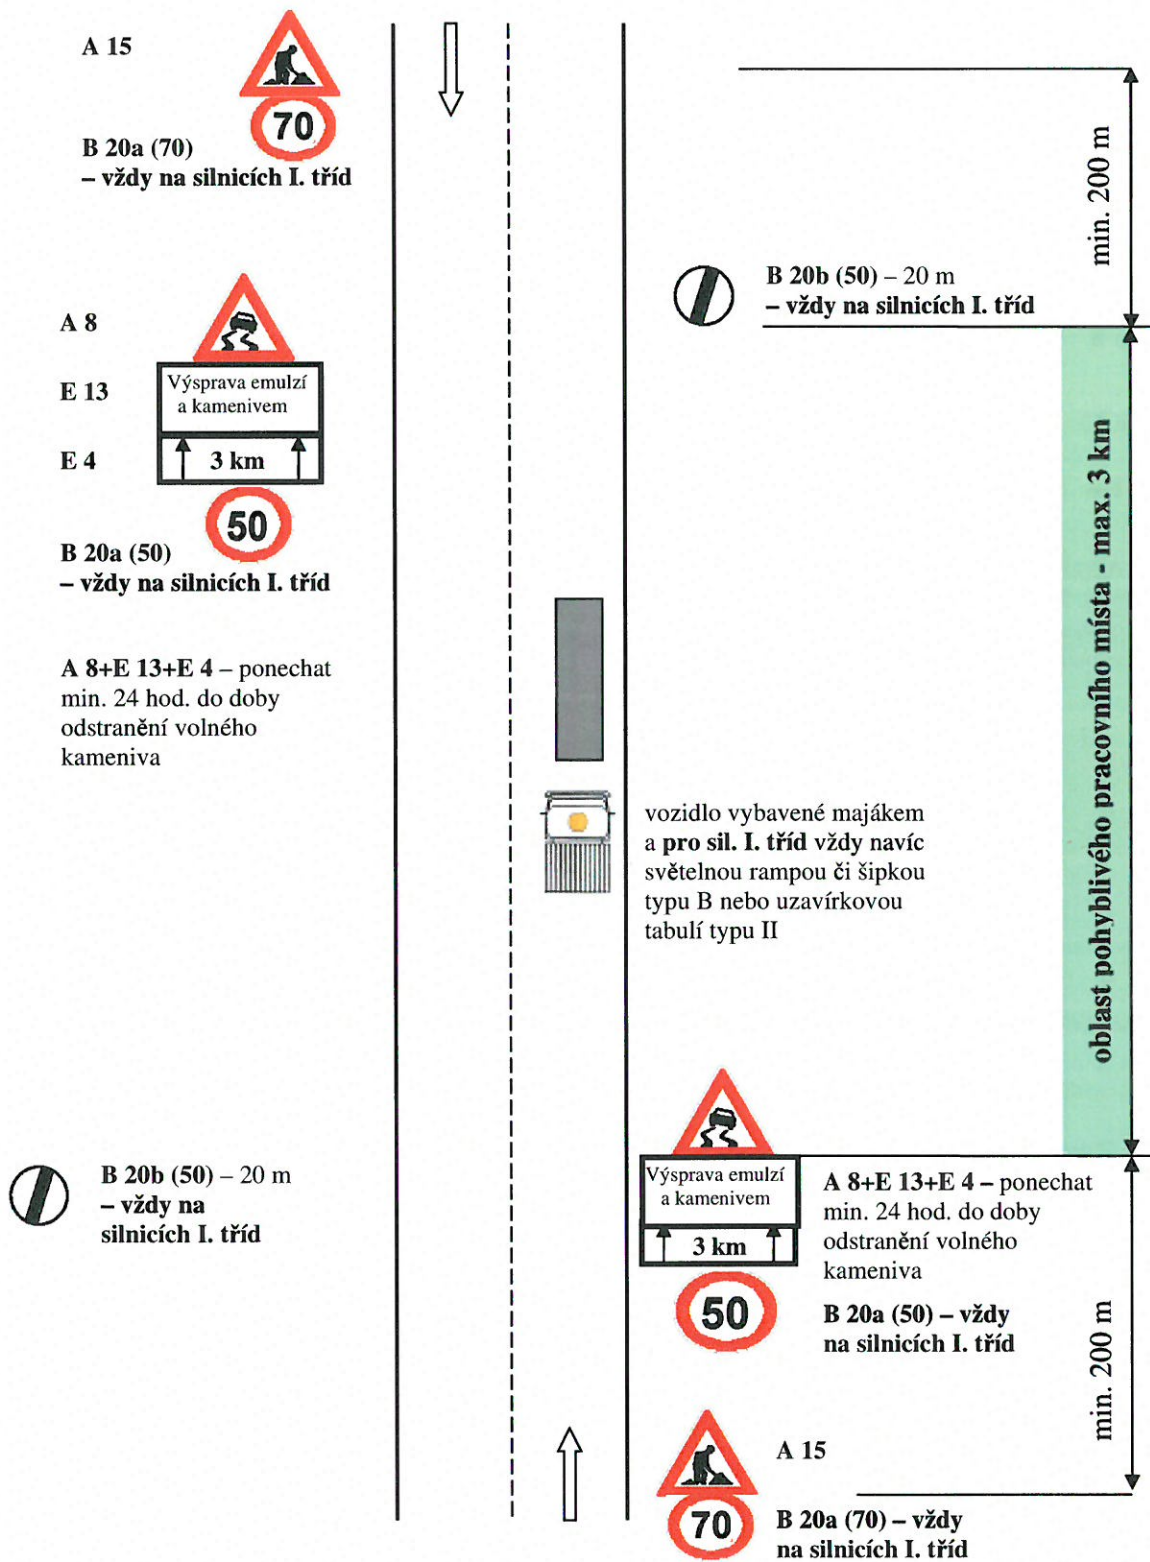 A 15
70
B 20a (70)
– vždy na silnicích I. tříd
min. 200 m
B 20b (50) – 20 m
– vždy na silnicích I. tříd
A 8
E 13
Výsprava emulzí
a kamenivem
E 4
3 km
50
B 20a (50)
– vždy na silnicích I. tříd
A 8+E 13+E 4 – ponechat
min. 24 hod. do doby
odstranění volného
kameniva
oblast pohyblivého pracovního místa - max. 3 km
vozidlo vybavené majákem
a pro sil. I. tříd vždy navíc
světelnou rampou či šipkou
typu B nebo uzavírkovou
tabulí typu II
B 20b (50) – 20 m
– vždy na
silnicích I. tříd
Výsprava emulzí
a kamenivem
3 km
50
A 8+E 13+E 4 – ponechat
min. 24 hod. do doby
odstranění volného
kameniva
B 20a (50) – vždy
na silnicích I. tříd
min. 200 m
A 15
70
B 20a (70) – vždy
na silnicích I. tříd